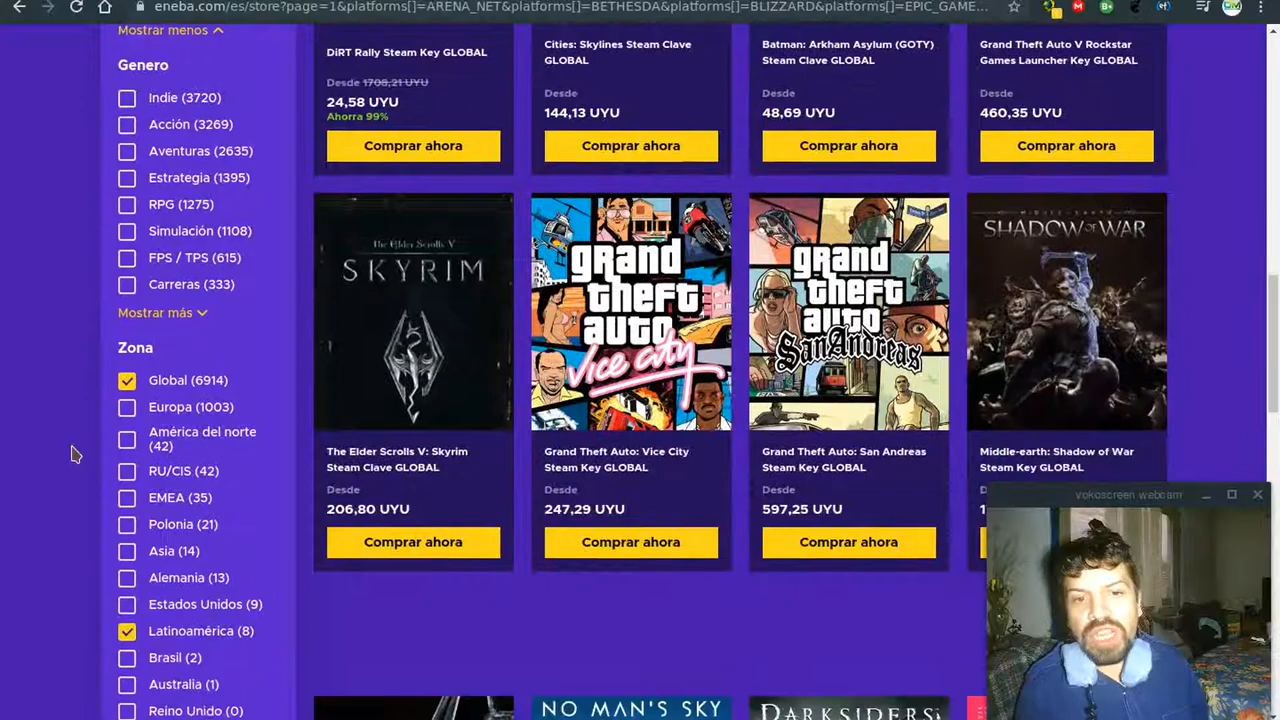 eneba.com/es/store?page=1&platforms[]=ARENA_NET&platforms[]=BETHESDA&platforms[]=BLIZZARD&platforms[]=EPIC_GAME...
Mostrar menos
Genero
Indie (3720)
Acción (3269)
Aventuras (2635)
Estrategia (1395)
RPG (1275)
Simulación (1108)
FPS / TPS (615)
Carreras (333)
Mostrar más
Zona
Global (6914)
Europa (1003)
América del norte
(42)
RU/CIS (42)
EMEA (35)
Polonia (21)
Asia (14)
Alemania (13)
Estados Unidos (9)
Latinoamérica (8)
Brasil (2)
Australia (1)
Reino Unido (0)
DiRT Rally Steam Key GLOBAL
Desde 1708,21 UYU
24,58 UYU
Ahorra 99%
Comprar ahora
Cities: Skylines Steam Clave
GLOBAL
Desde
144,13 UYU
Comprar ahora
Batman: Arkham Asylum (GOTY)
Steam Clave GLOBAL
Desde
48,69 UYU
Comprar ahora
Grand Theft Auto V Rockstar
Games Launcher Key GLOBAL
Desde
460,35 UYU
Comprar ahora
The Elder Scrolls V
SKYRIM
The Elder Scrolls V: Skyrim
Steam Clave GLOBAL
Desde
206,80 UYU
Comprar ahora
grand
theft
auto
vice city
Grand Theft Auto: Vice City
Steam Key GLOBAL
Desde
247,29 UYU
Comprar ahora
grand
theft
auto
San Andreas
Grand Theft Auto: San Andreas
Steam Key GLOBAL
Desde
597,25 UYU
Comprar ahora
SHADOW OF WAR
Middle-earth: Shadow of War
Steam Key GLOBAL
Desde
vokoscreen webcam
NO MAN'S SKY
DARKSIDERS